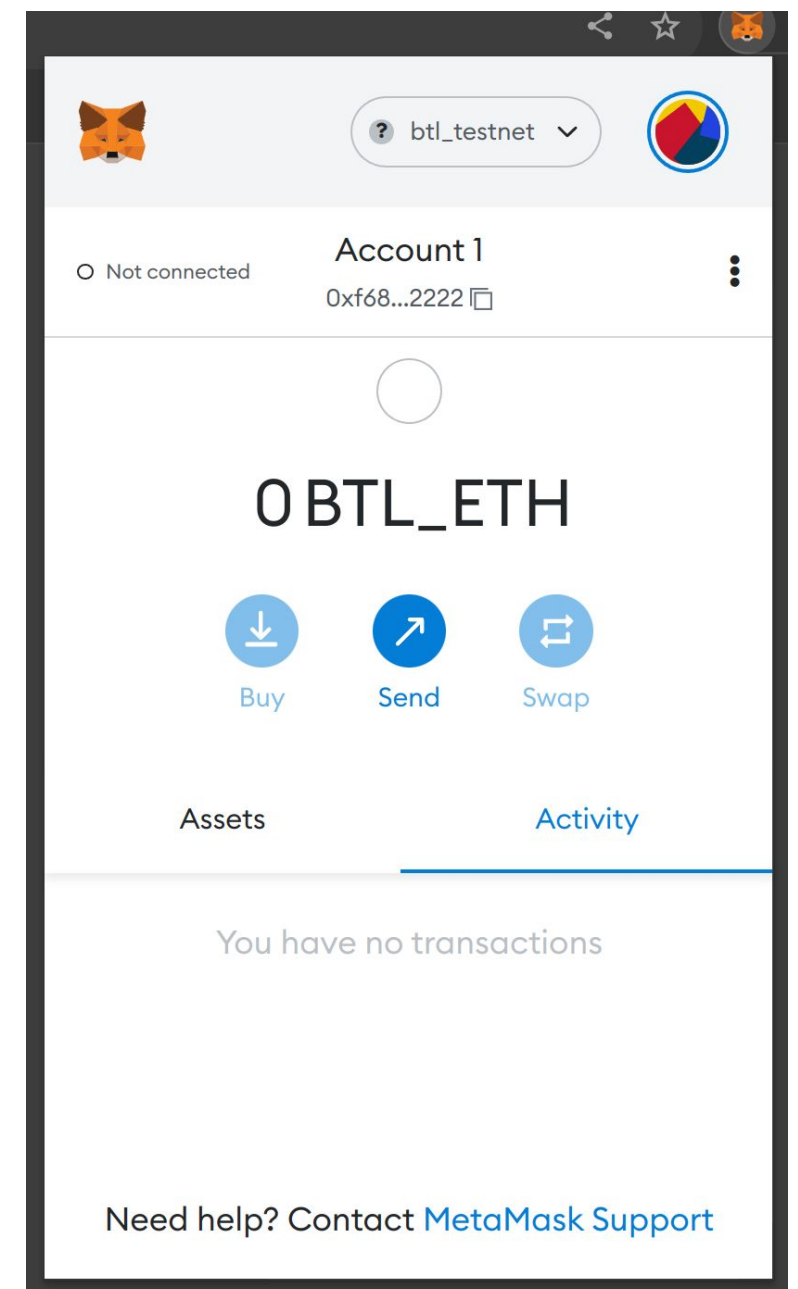 ? btl_testnet
Not connected
Account 1
0xf68...2222
0 BTL_ETH
Buy Send Swap
Assets Activity
You have no transactions
Need help? Contact MetaMask Support